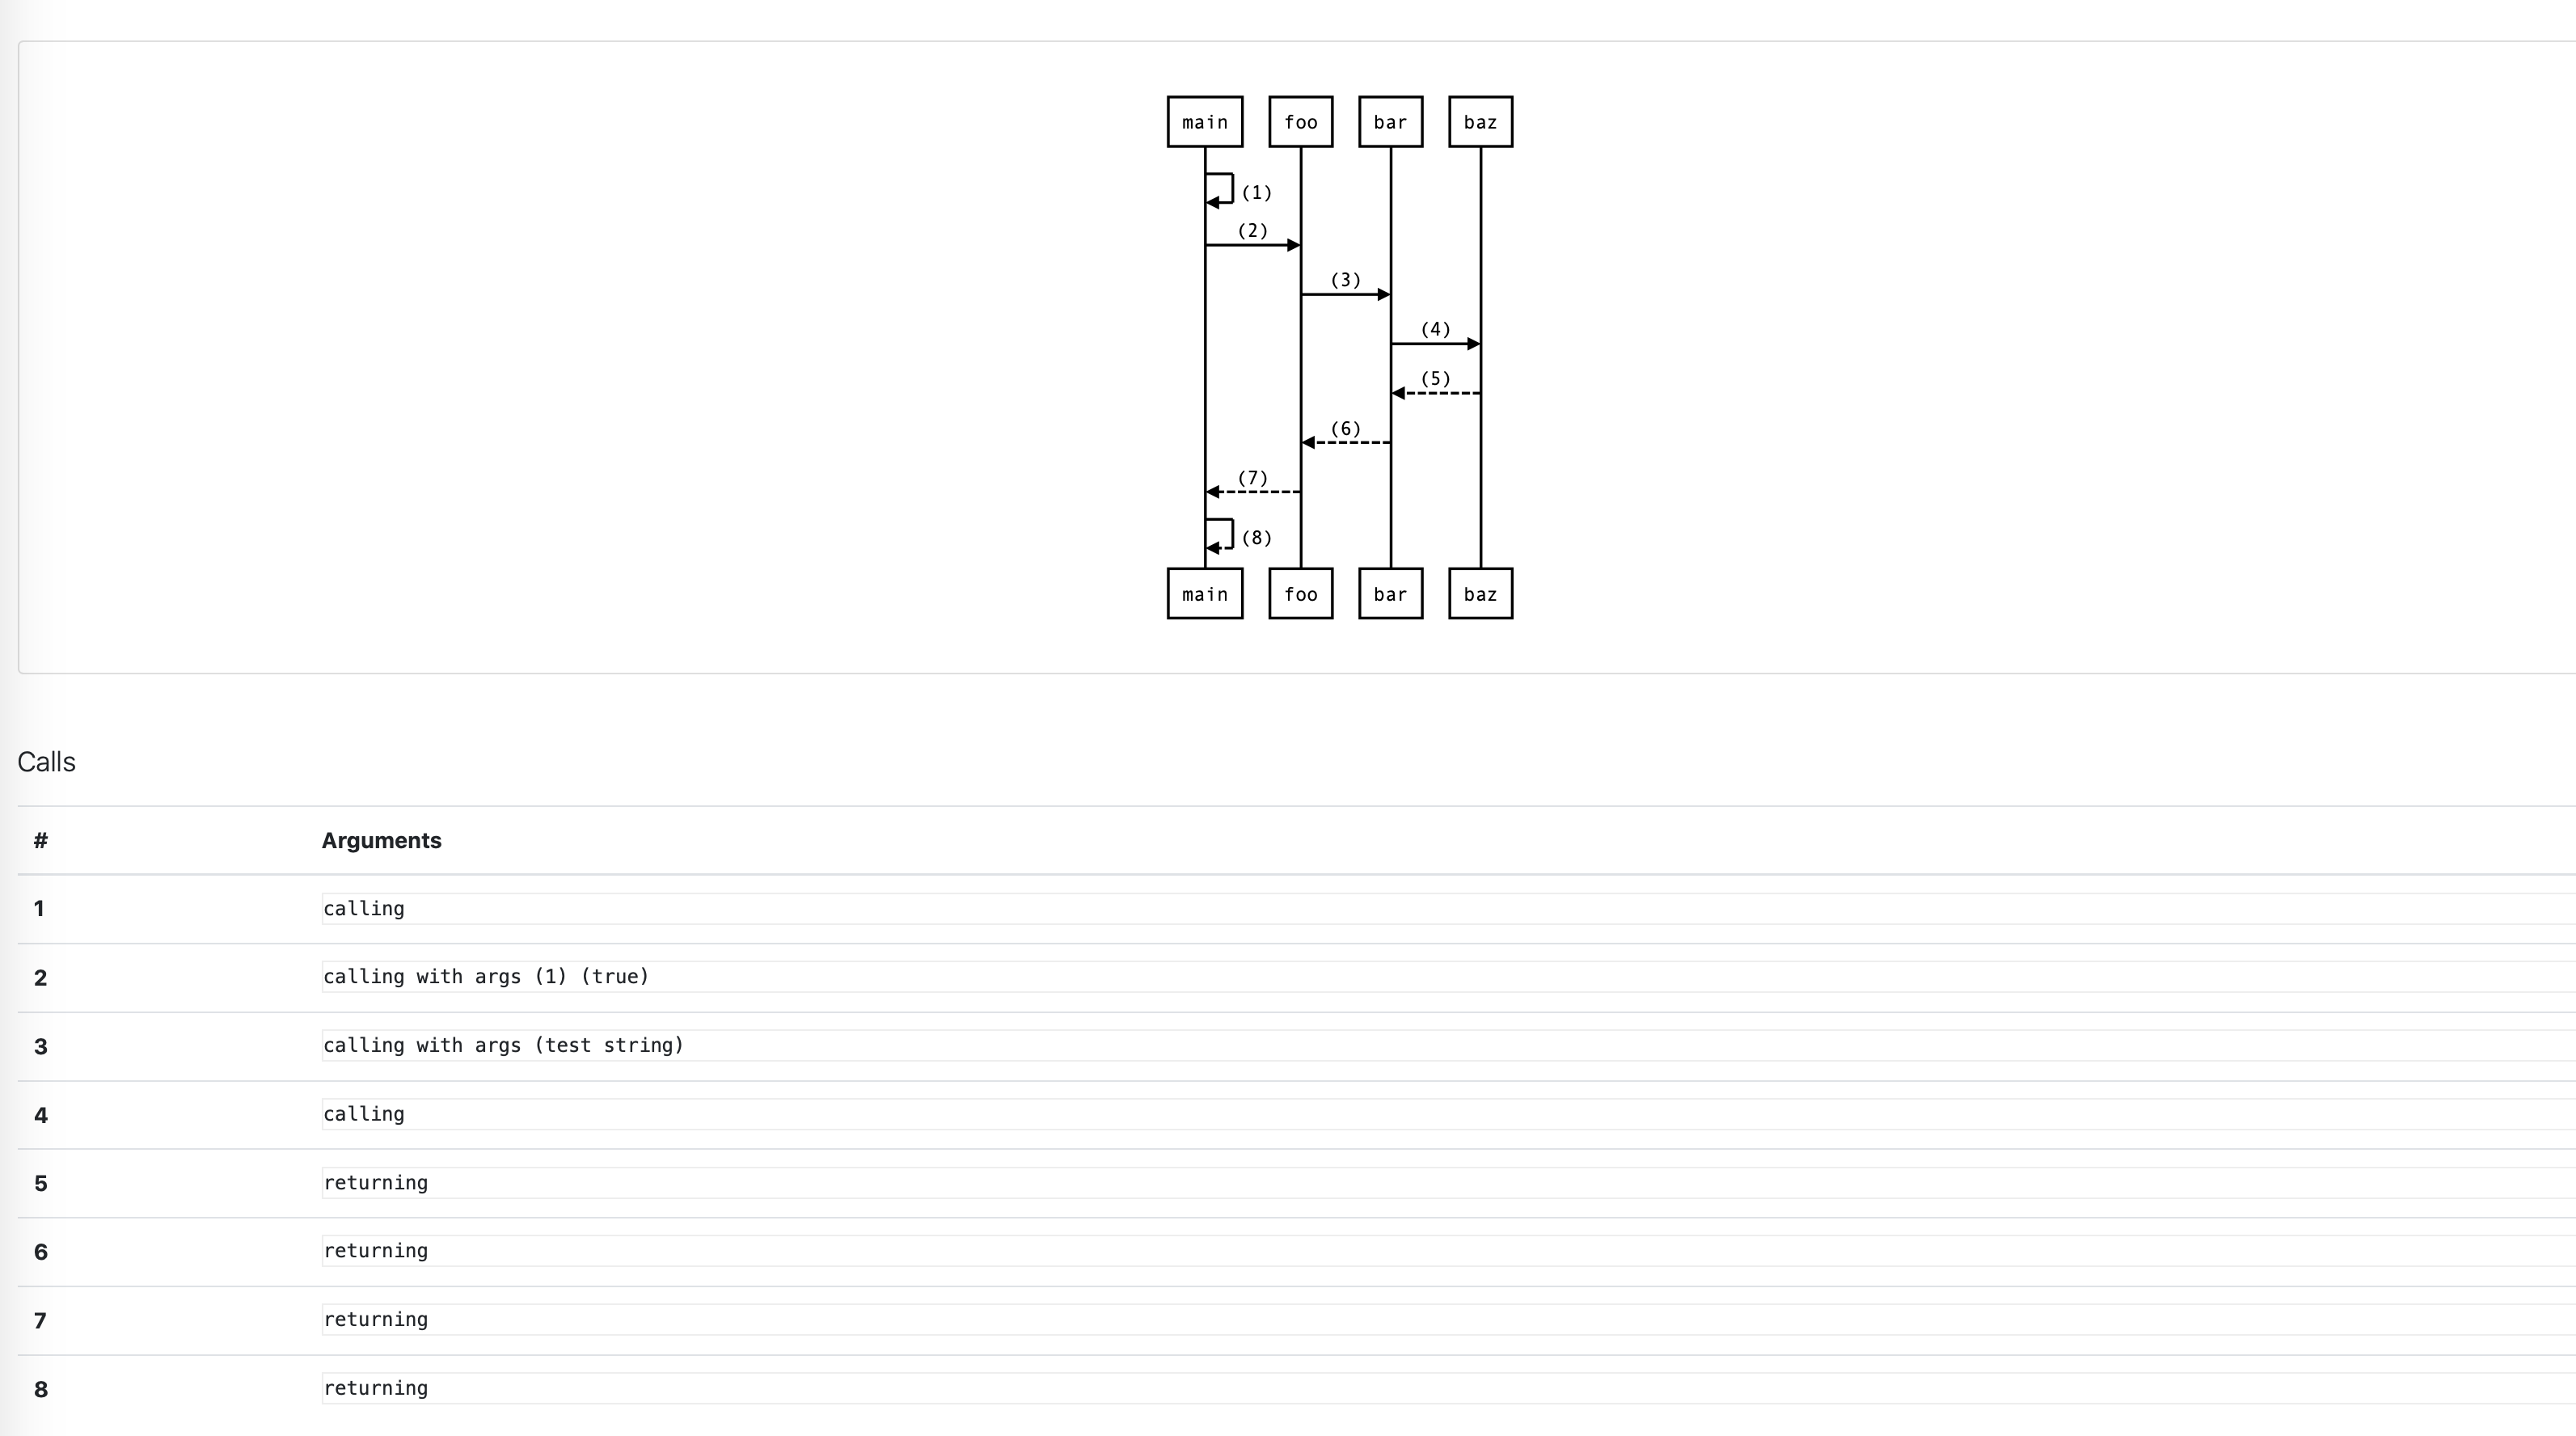 main foo bar baz
(1)
(2)
(3)
(4)
(5)
(6)
(7)
(8)
main foo bar baz
Calls
# Arguments
1 calling
2 calling with args (1) (true)
3 calling with args (test string)
4 calling
5 returning
6 returning
7 returning
8 returning